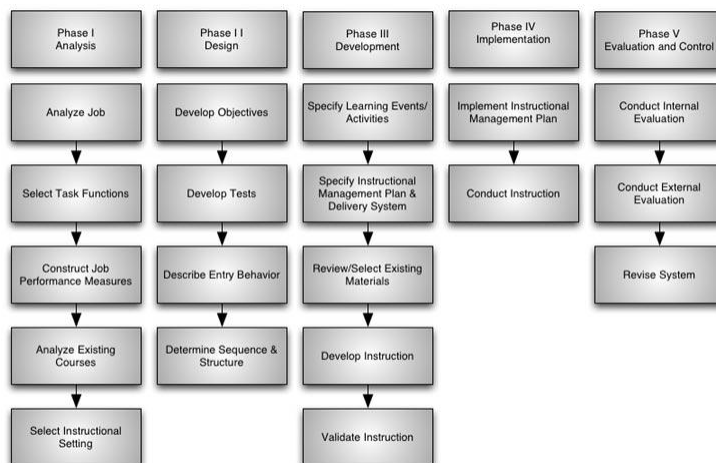 Phase I
Analysis
Phase I I
Design
Phase III
Development
Phase IV
Implementation
Phase V
Evaluation and Control
Analyze Job
Select Task Functions
Construct Job
Performance Measures
Analyze Existing
Courses
Select Instructional
Setting
Develop Objectives
Develop Tests
Describe Entry Behavior
Determine Sequence &
Structure
Specify Learning Events/
Activities
Specify Instructional
Management Plan &
Delivery System
Review/Select Existing
Materials
Develop Instruction
Validate Instruction
Implement Instructional
Management Plan
Conduct Instruction
Conduct Internal
Evaluation
Conduct External
Evaluation
Revise System